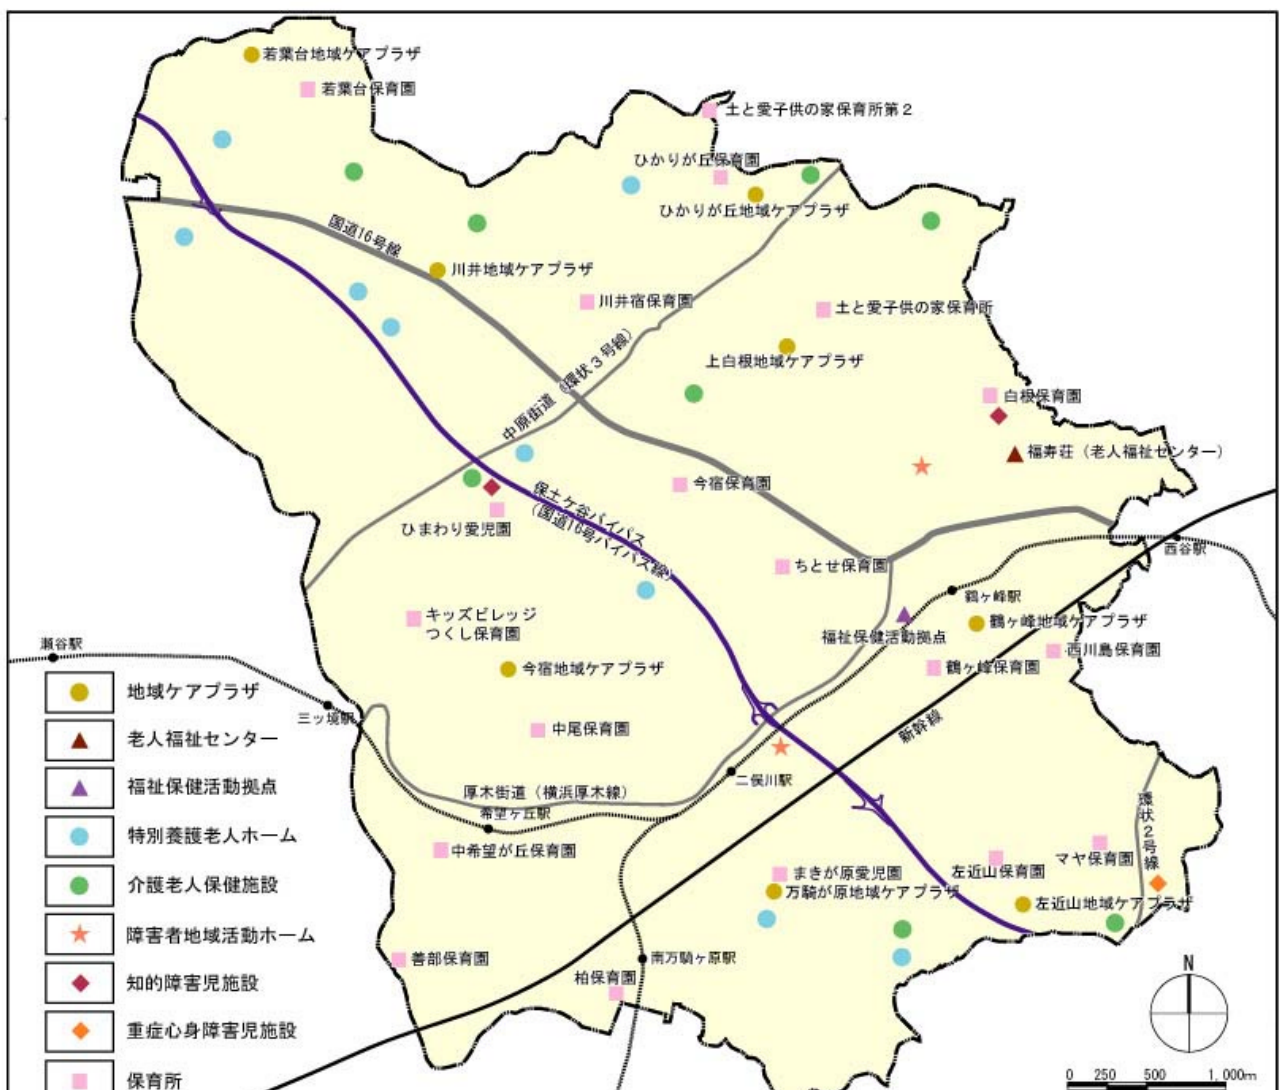 若葉台地域ケアプラザ
若葉台保育園
土と愛子供の家保育所第2
ひかりが丘保育園
ひかりが丘地域ケアプラザ
国道16号線
川井地域ケアプラザ
川井宿保育園
土と愛子供の家保育所
中原街道（環状3号線）
上白根地域ケアプラザ
白根保育園
福寿荘（老人福祉センター）
今宿保育園
保土ケ谷バイパス
（国道16号バイパス線）
ひまわり愛児園
西谷駅
ちとせ保育園
鶴ヶ峰駅
キッズビレッジ
つくし保育園
福祉保健活動拠点
鶴ヶ峰地域ケアプラザ
西川島保育園
瀬谷駅
今宿地域ケアプラザ
鶴ヶ峰保育園
三ッ境駅
中尾保育園
新幹線
二俣川駅
厚木街道（横浜厚木線）
希望ヶ丘駅
環状2号線
中希望が丘保育園
まきが原愛児園
万騎が原地域ケアプラザ
左近山保育園
マヤ保育園
左近山地域ケアプラザ
善部保育園
南万騎ヶ原駅
柏保育園
地域ケアプラザ
老人福祉センター
福祉保健活動拠点
特別養護老人ホーム
介護老人保健施設
障害者地域活動ホーム
知的障害児施設
重症心身障害児施設
保育所
N
0 250 500 1,000m